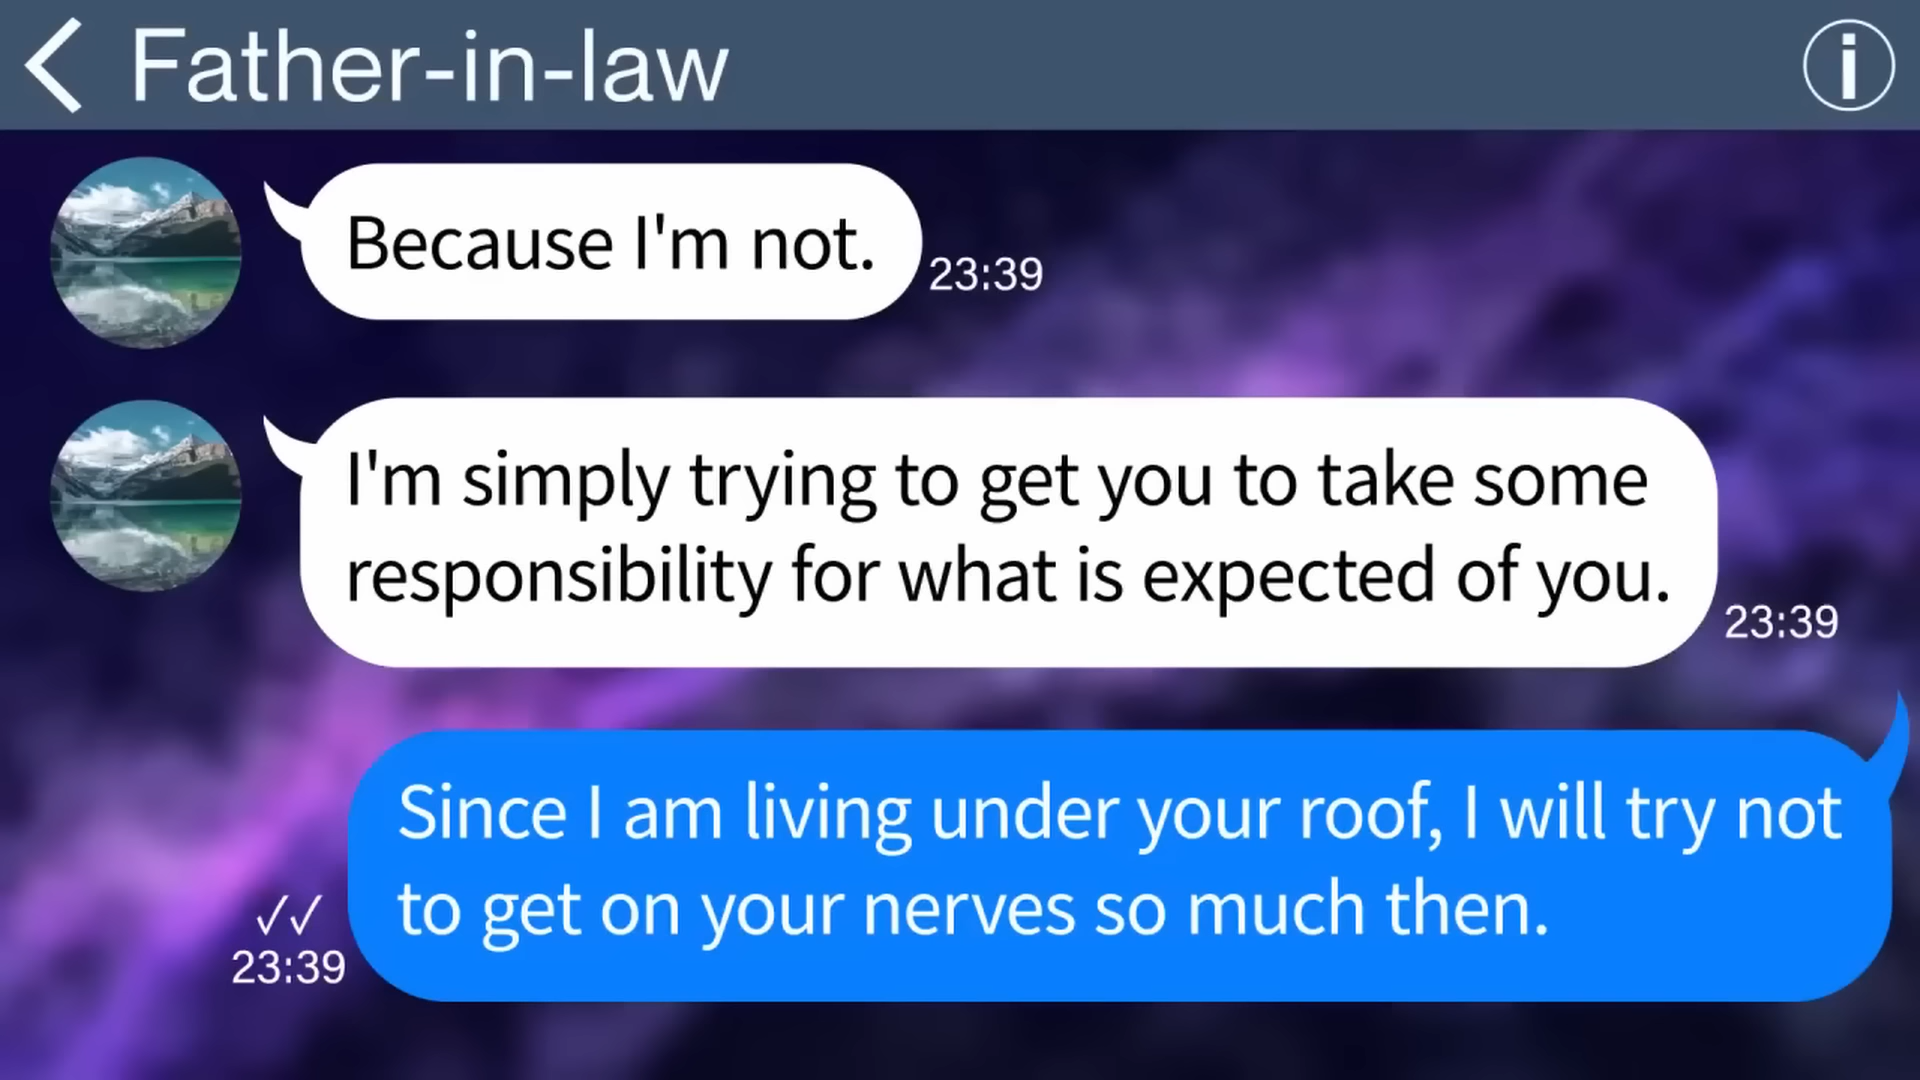 Father-in-law
Because I'm not.
23:39
I'm simply trying to get you to take some
responsibility for what is expected of you.
23:39
Since I am living under your roof, I will try not
to get on your nerves so much then.
✓✓
23:39